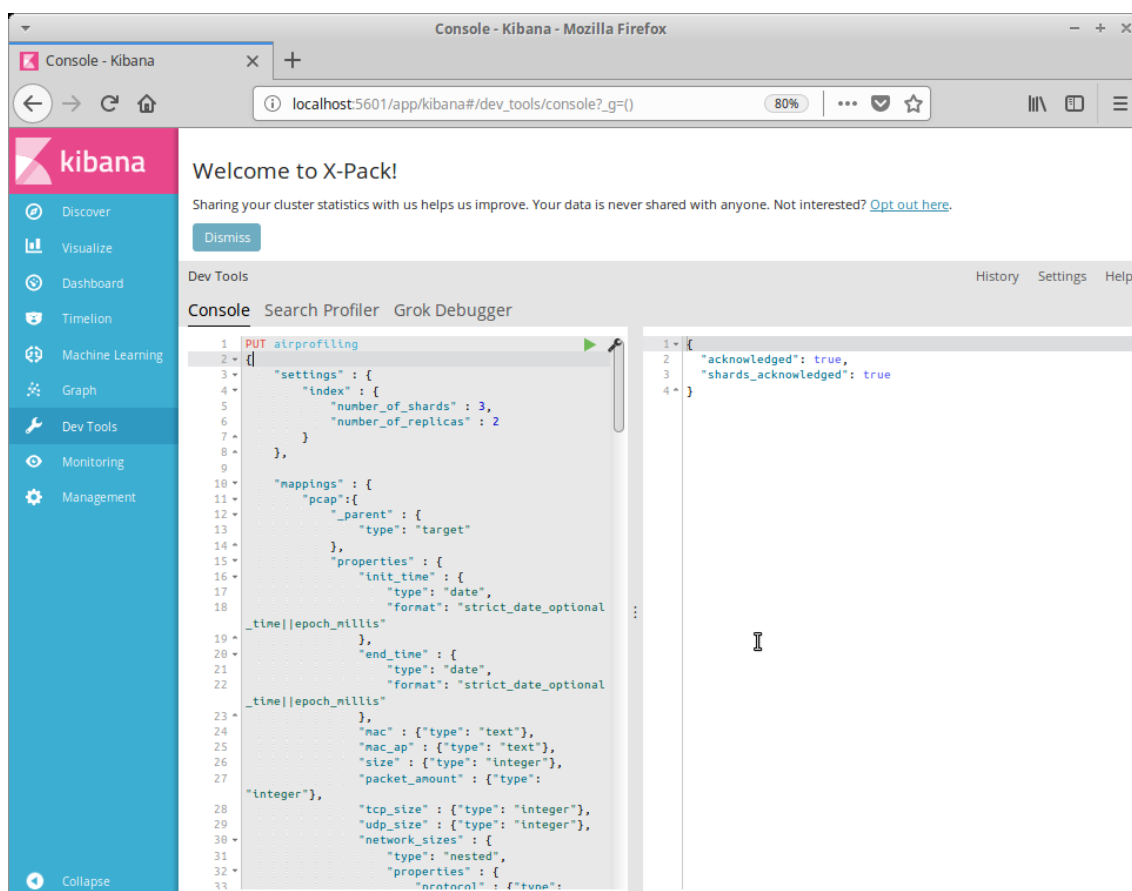 Console - Kibana - Mozilla Firefox
Console - Kibana
localhost:5601/app/kibana#/dev_tools/console?_g=()
80%
kibana
Discover
Visualize
Dashboard
Timelion
Machine Learning
Graph
Dev Tools
Monitoring
Management
Collapse
Welcome to X-Pack!
Sharing your cluster statistics with us helps us improve. Your data is never shared with anyone. Not interested? Opt out here.
Dismiss
Dev Tools
History Settings Help
Console Search Profiler Grok Debugger
1 PUT airprofiling
2 {
3 "settings" : {
4 "index" : {
5 "number_of_shards" : 3,
6 "number_of_replicas" : 2
7 }
8 },
9
10 "mappings" : {
11 "pcap":{
12 "_parent" : {
13 "type": "target"
14 },
15 "properties" : {
16 "init_time" : {
17 "type": "date",
18 "format": "strict_date_optional
_time||epoch_millis"
19 },
20 "end_time" : {
21 "type": "date",
22 "format": "strict_date_optional
_time||epoch_millis"
23 },
24 "mac" : {"type": "text"},
25 "mac_ap" : {"type": "text"},
26 "size" : {"type": "integer"},
27 "packet_amount" : {"type":
"integer"},
28 "tcp_size" : {"type": "integer"},
29 "udp_size" : {"type": "integer"},
30 "network_sizes" : {
31 "type": "nested",
32 "properties" : {
33 "protocol" : {"type":
1 {
2 "acknowledged": true,
3 "shards_acknowledged": true
4 }